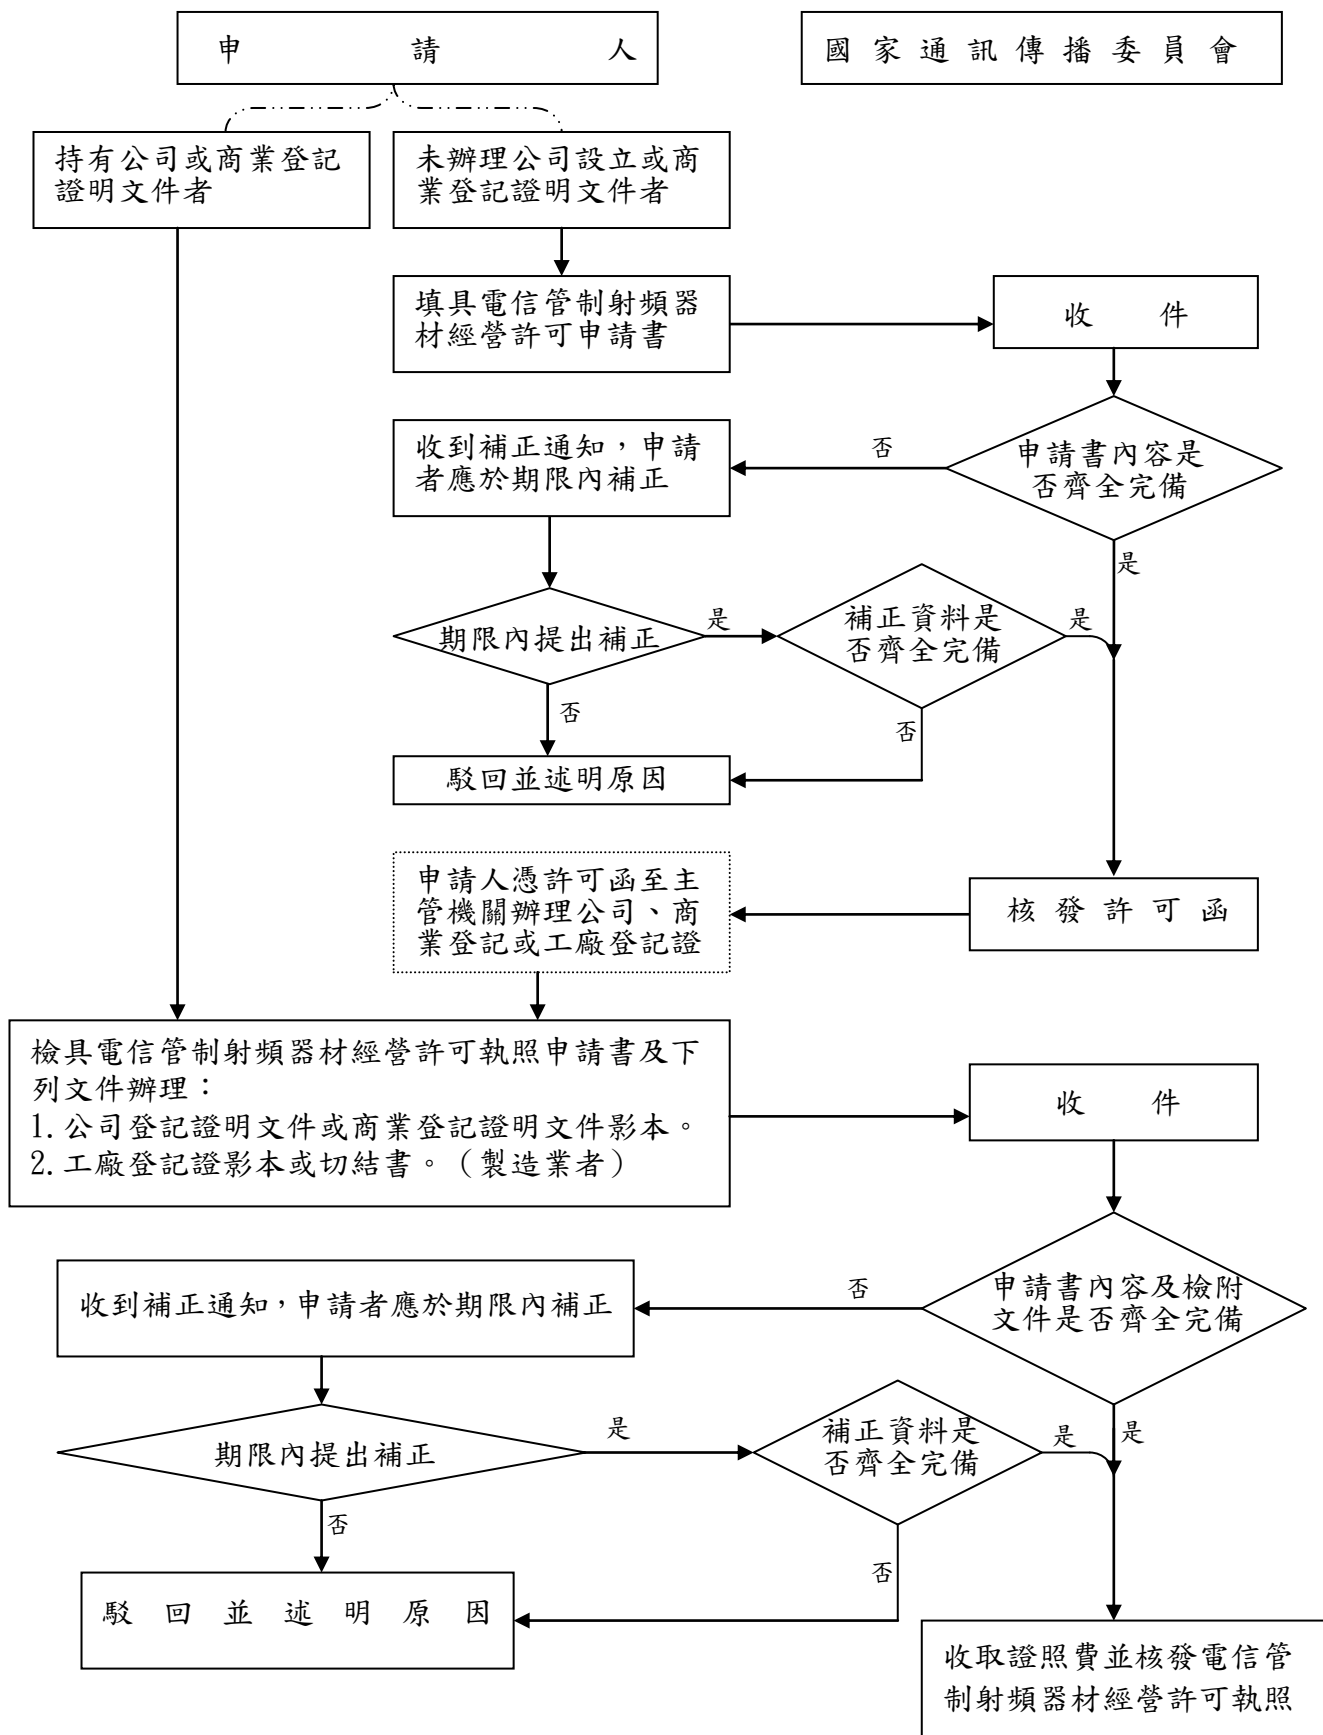 申請人
國家通訊傳播委員會
持有公司或商業登記
證明文件者
未辦理公司設立或商
業登記證明文件者
填具電信管制射頻器
材經營許可申請書
收件
收到補正通知，申請
者應於期限內補正
否
申請書內容是
否齊全完備
是
期限內提出補正
是
補正資料是
否齊全完備
是
否
否
駁回並述明原因
申請人憑許可函至主
管機關辦理公司、商
業登記或工廠登記證
核發許可函
檢具電信管制射頻器材經營許可執照申請書及下
列文件辦理：
1.公司登記證明文件或商業登記證明文件影本。
2.工廠登記證影本或切結書。（製造業者）
收件
收到補正通知，申請者應於期限內補正
否
申請書內容及檢附
文件是否齊全完備
期限內提出補正
是
補正資料是
否齊全完備
是
是
否
否
駁回並述明原因
收取證照費並核發電信管
制射頻器材經營許可執照